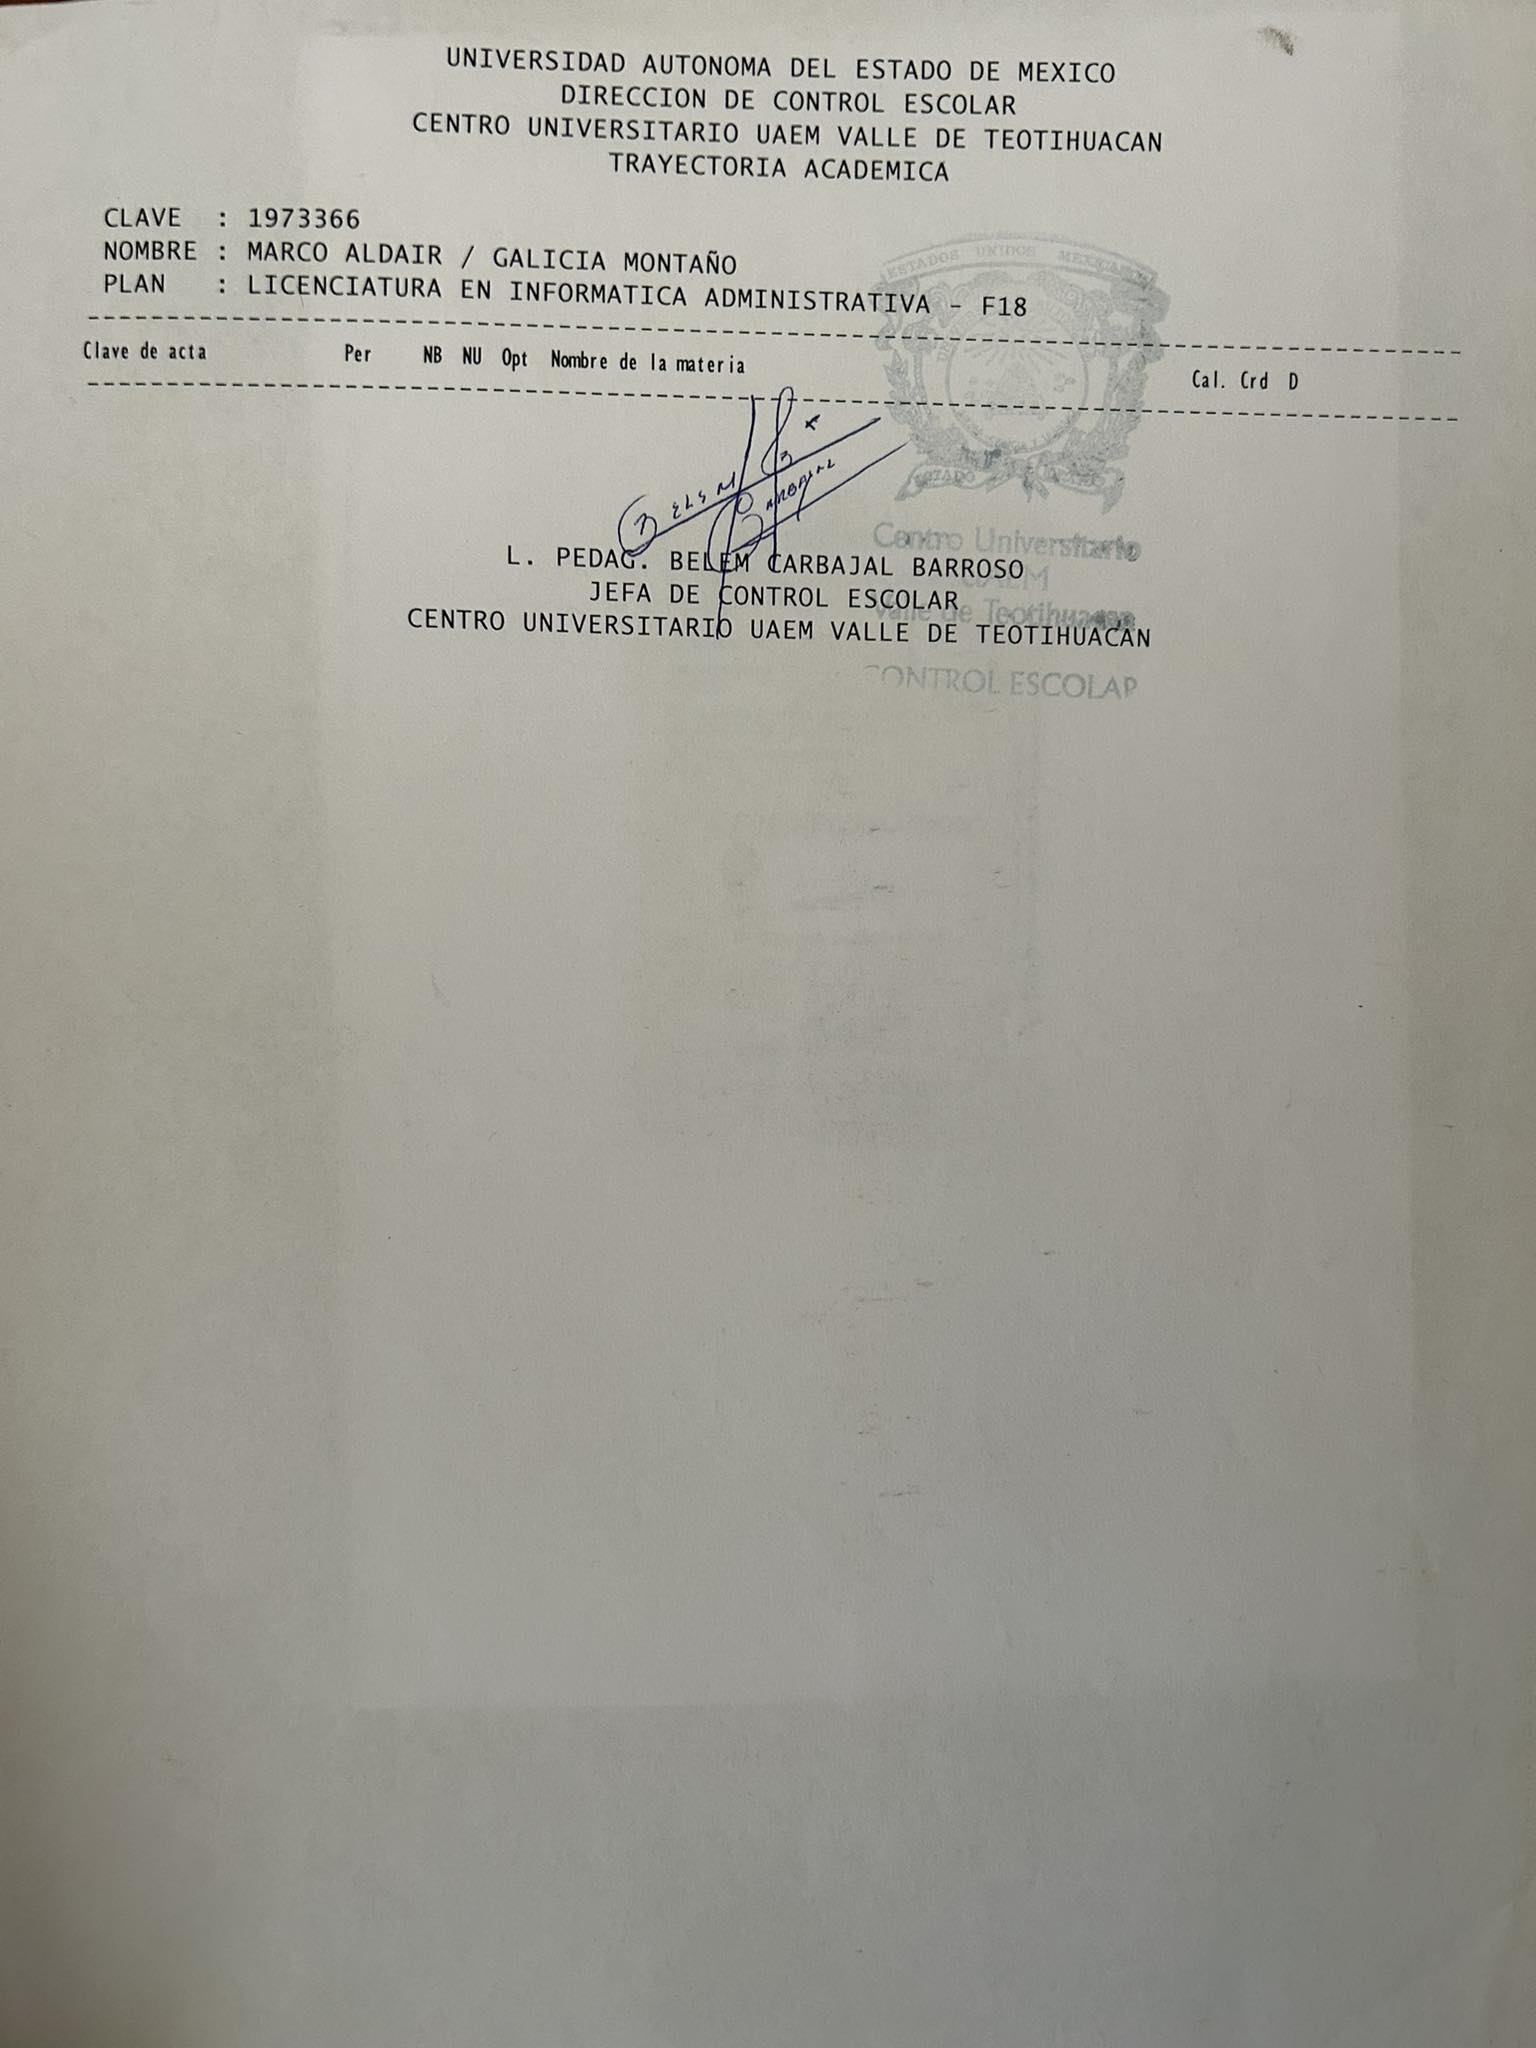 UNIVERSIDAD AUTONOMA DEL ESTADO DE MEXICO
DIRECCION DE CONTROL ESCOLAR
CENTRO UNIVERSITARIO UAEM VALLE DE TEOTIHUACAN
TRAYECTORIA ACADEMICA
CLAVE : 1973366
NOMBRE : MARCO ALDAIR / GALICIA MONTAÑO
PLAN : LICENCIATURA EN INFORMATICA ADMINISTRATIVA - F18
Clave de acta Per NB NU Opt Nombre de la materia Cal. Crd D
ESTADOS UNIDOS MEXICANOS
ESTADO DE MEXICO
Centro Universitario
UAEM
Valle de Teotihuacan
CONTROL ESCOLAR
L. PEDAG. BELEM CARBAJAL BARROSO
JEFA DE CONTROL ESCOLAR
CENTRO UNIVERSITARIO UAEM VALLE DE TEOTIHUACAN